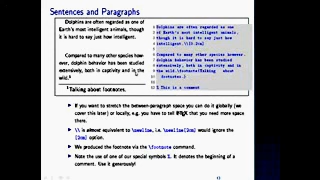 Sentences and Paragraphs
Dolphins are often regarded as one of
Earth's most intelligent animals, though
it is hard to say just how intelligent.
Compared to many other species how-
ever, dolphin behavior has been studied
extensively, both in captivity and in the
wild.¹
¹Talking about footnotes.
Dolphins are often regarded as one
of Earth's most intelligent animals,
though it is hard to say just how
intelligent.\\[2mm]
Compared to many other species however,
dolphin behavior has been studied
extensively, both in captivity and in
the wild.\footnote{Talking about
footnotes.}
% This is a comment
If you want to stretch the between-paragraph space you can do it globally (we
cover this later) or locally, e.g. you have to tell LATEX that you need more space
there.
\\ is almost equivalent to \newline, i.e. \newline[2mm] would ignore the
[2mm] option.
We produced the footnote via the \footnote command.
Note the use of one of our special symbols %. It denotes the beginning of a
comment. Use it generously!